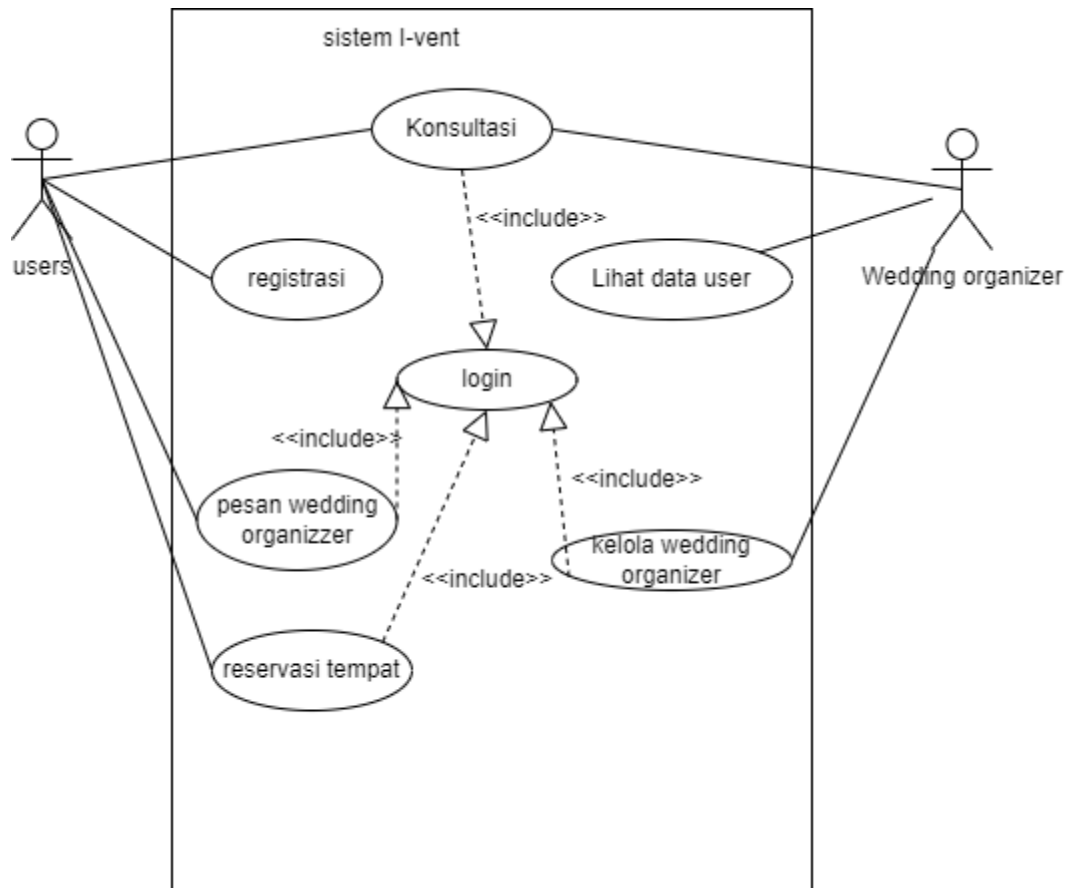 sistem I-vent
Konsultasi
<<include>>
users
registrasi
Lihat data user
Wedding organizer
login
<<include>>
<<include>>
pesan wedding
organizzer
kelola wedding
organizer
<<include>>
reservasi tempat